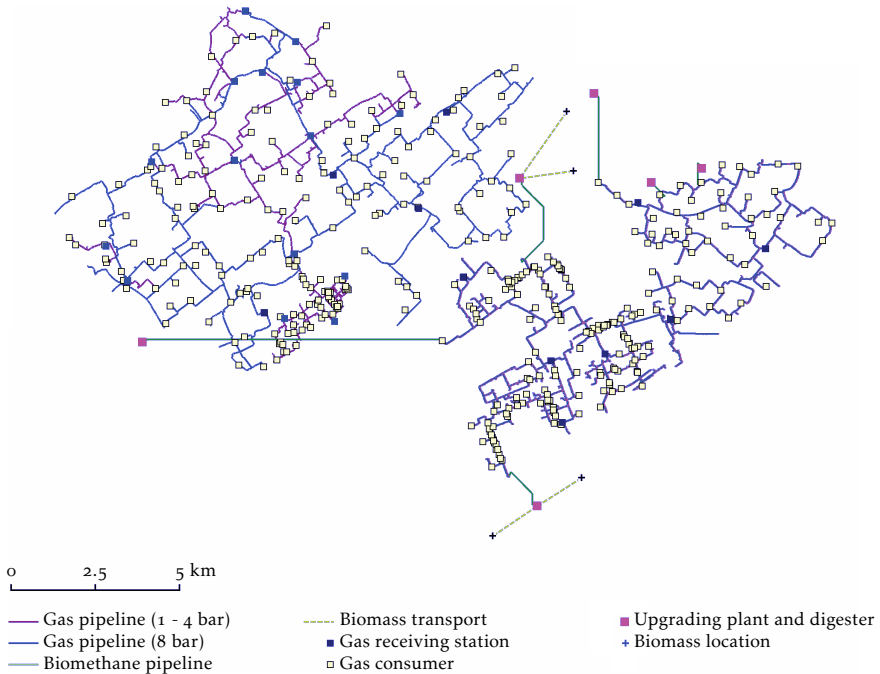 0 2.5 5 km
Gas pipeline (1 - 4 bar) Biomass transport Upgrading plant and digester
Gas pipeline (8 bar) Gas receiving station Biomass location
Biomethane pipeline Gas consumer